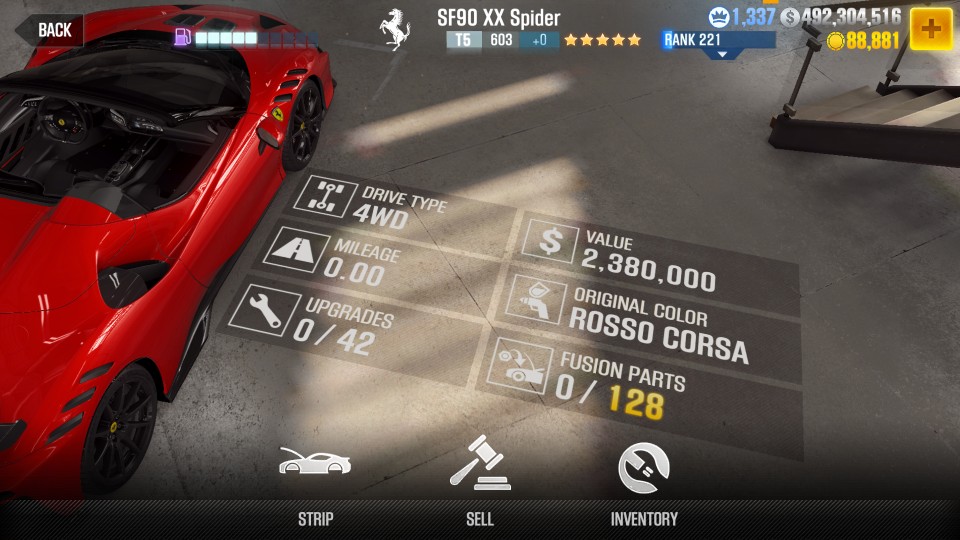 BACK
SF90 XX Spider
T5 603 +0
1,337
492,304,516
RANK 221
88,881
DRIVE TYPE
4WD
MILEAGE
0.00
UPGRADES
0 / 42
VALUE
2,380,000
ORIGINAL COLOR
ROSSO CORSA
FUSION PARTS
0 / 128
STRIP
SELL
INVENTORY